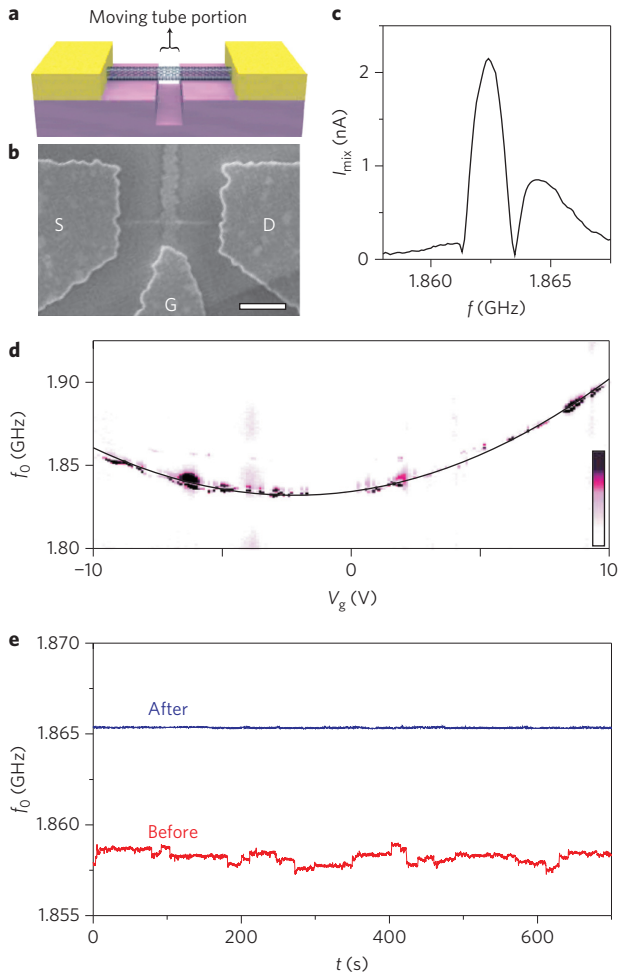 a
Moving tube portion
b
S
D
G
c
2
1
0
I_mix (nA)
1.860
1.865
f (GHz)
d
1.90
1.85
1.80
f_0 (GHz)
−10
0
10
V_g (V)
e
1.870
1.865
1.860
1.855
f_0 (GHz)
After
Before
0
200
400
600
t (s)